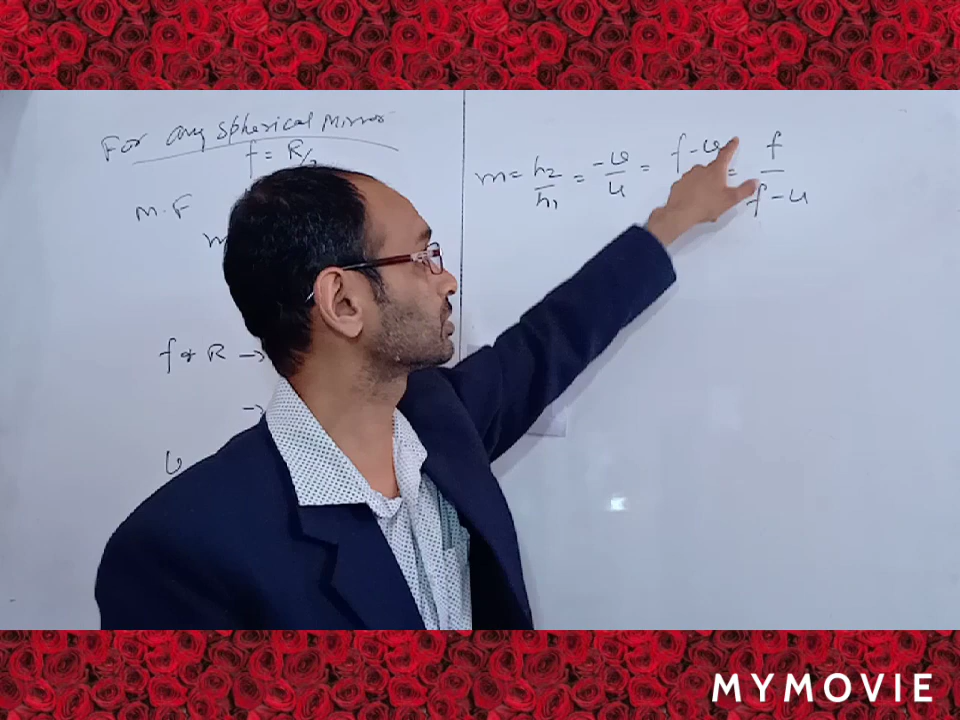 For any spherical Mirror
f = R/2
M.F
m
f & R →
→
m = h2/h1 = -v/u = f-v = f/f-u
MYMOVIE